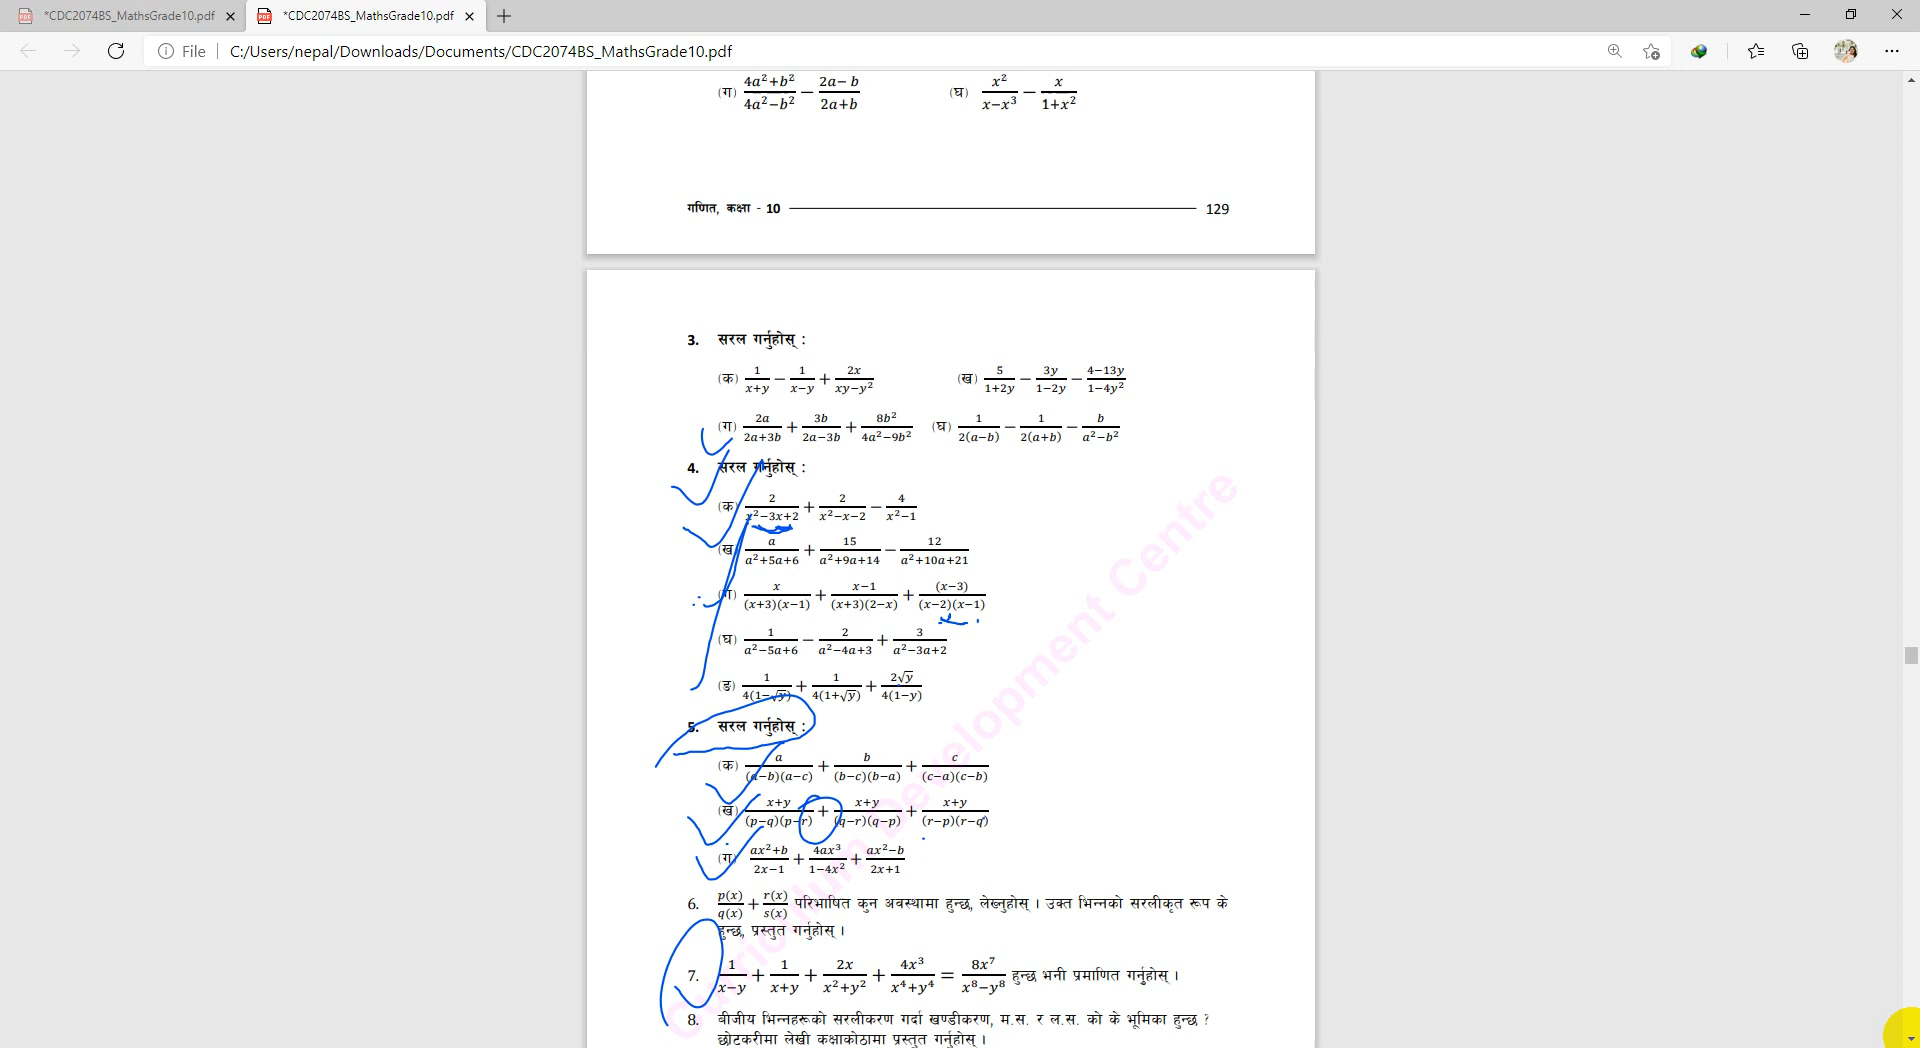 *CDC2074BS_MathsGrade10.pdf
*CDC2074BS_MathsGrade10.pdf
File C:/Users/nepal/Downloads/Documents/CDC2074BS_MathsGrade10.pdf
(ग) (4a²+b²)/(4a²−b²) − (2a−b)/(2a+b) (घ) x²/(x−x³) − x/(1+x²)
गणित, कक्षा - 10 129
3. सरल गर्नुहोस् :
(क) 1/(x+y) − 1/(x−y) + 2x/(xy−y²) (ख) 5/(1+2y) − 3y/(1−2y) − (4−13y)/(1−4y²)
(ग) 2a/(2a+3b) + 3b/(2a−3b) + 8b²/(4a²−9b²) (घ) 1/(2(a−b)) − 1/(2(a+b)) − b/(a²−b²)
4. सरल गर्नुहोस् :
(क) 2/(x²−3x+2) + 2/(x²−x−2) − 4/(x²−1)
(ख) a/(a²+5a+6) + 15/(a²+9a+14) − 12/(a²+10a+21)
(ग) x/((x+3)(x−1)) + (x−1)/((x+3)(2−x)) + (x−3)/((x−2)(x−1))
(घ) 1/(a²−5a+6) − 2/(a²−4a+3) + 3/(a²−3a+2)
(ङ) 1/(4(1−√y)) + 1/(4(1+√y)) + 2√y/(4(1−y))
5. सरल गर्नुहोस् :
(क) a/((a−b)(a−c)) + b/((b−c)(b−a)) + c/((c−a)(c−b))
(ख) (x+y)/((p−q)(p−r)) + (x+y)/((q−r)(q−p)) + (x+y)/((r−p)(r−q))
(ग) (ax²+b)/(2x−1) + 4ax³/(1−4x²) + (ax²−b)/(2x+1)
6. p(x)/q(x) + r(x)/s(x) परिभाषित कुन अवस्थामा हुन्छ, लेख्नुहोस् । उक्त भिन्नको सरलीकृत रूप के
हुन्छ, प्रस्तुत गर्नुहोस् ।
7. 1/(x−y) + 1/(x+y) + 2x/(x²+y²) + 4x³/(x⁴+y⁴) = 8x⁷/(x⁸−y⁸) हुन्छ भनी प्रमाणित गर्नुहोस् ।
8. बीजीय भिन्नहरूको सरलीकरण गर्दा खण्डीकरण, म.स. र ल.स. को के भूमिका हुन्छ ?
छोटकरीमा लेखी कक्षाकोठामा प्रस्तुत गर्नुहोस् ।
Curriculum Development Centre